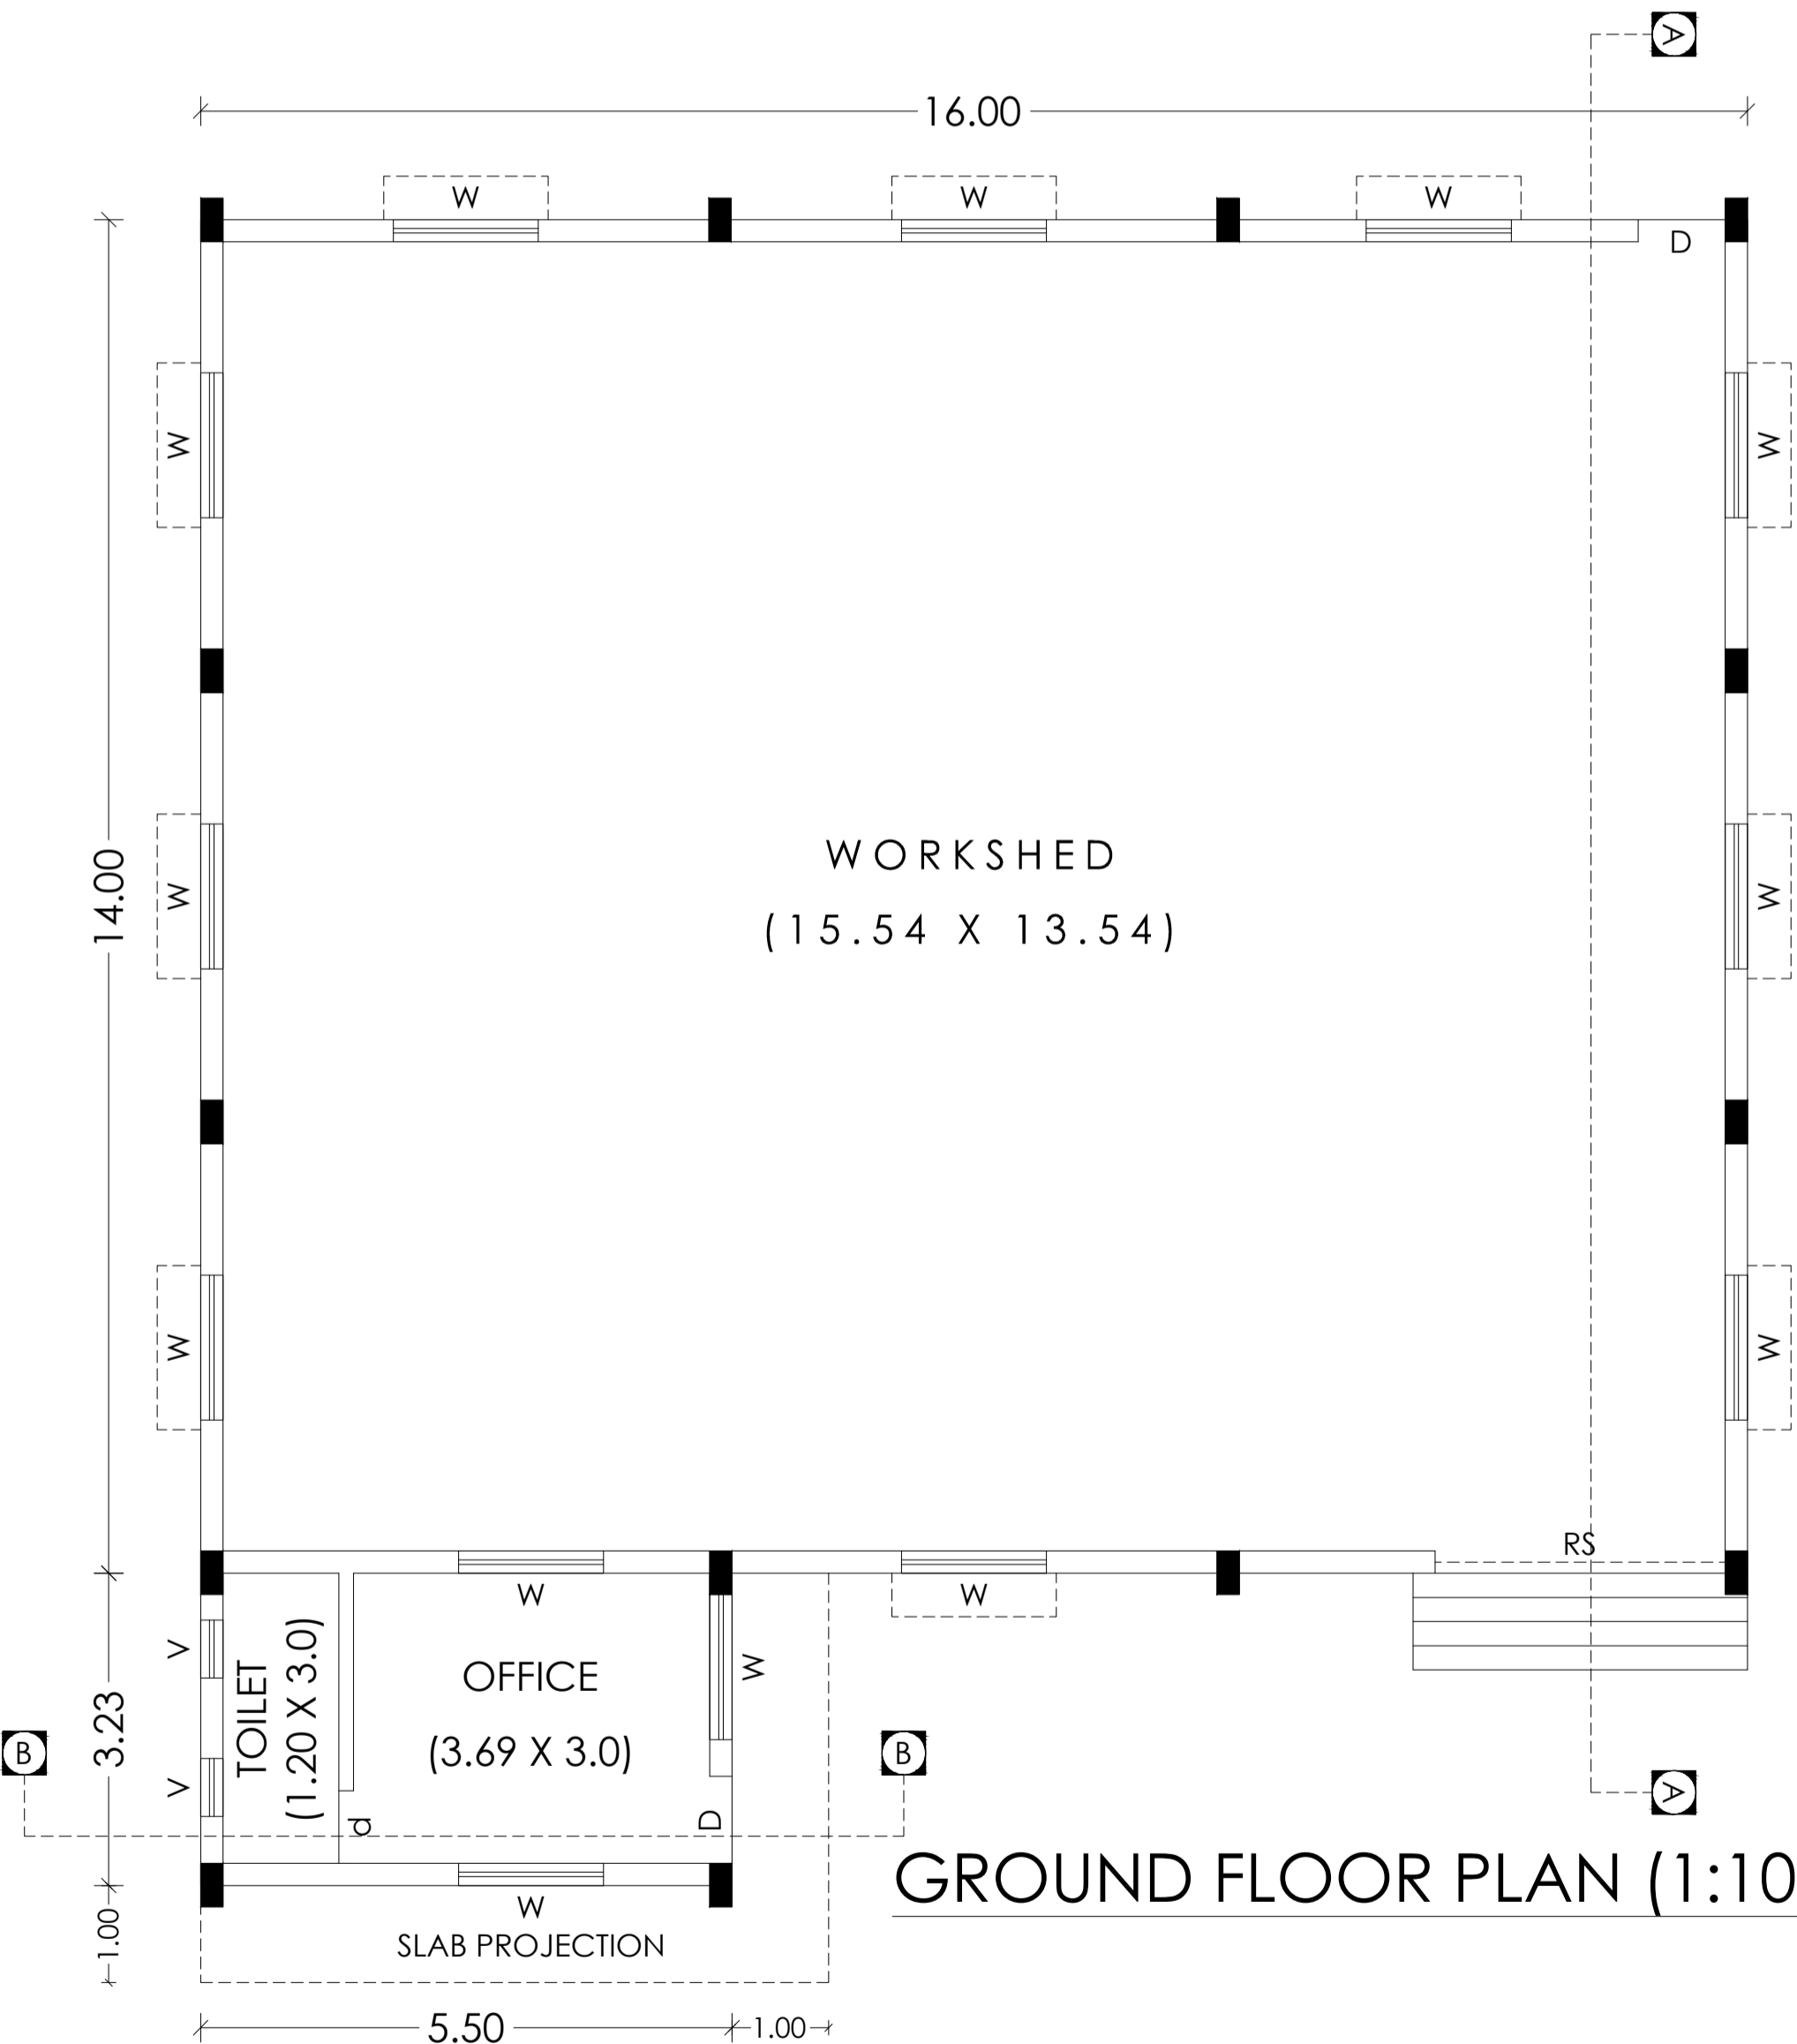 A
16.00
W W W
D
W W
14.00
WORKSHED
(15.54 X 13.54)
W W
W W
RS
W W
V
W
TOILET
(1.20 X 3.0)
OFFICE
(3.69 X 3.0)
3.23
B B
V
d
D
A
GROUND FLOOR PLAN (1:10
W
SLAB PROJECTION
1.00
5.50
1.00